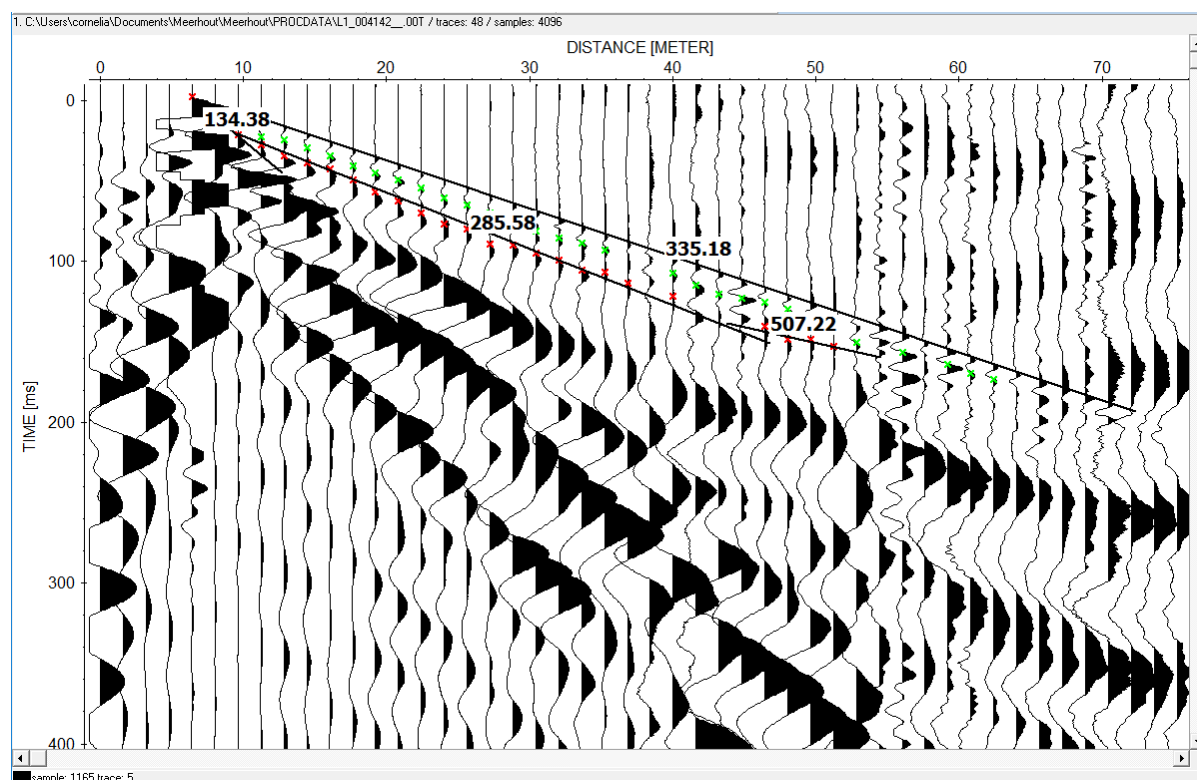 1. C:\Users\cornelia\Documents\Meerhout\Meerhout\PROCDATA\L1_004142__.00T / traces: 48 / samples: 4096
DISTANCE [METER]
0 10 20 30 40 50 60 70
0
134.38
285.58
335.18
100
507.22
TIME [ms]
200
300
400
sample: 1165 trace: 5